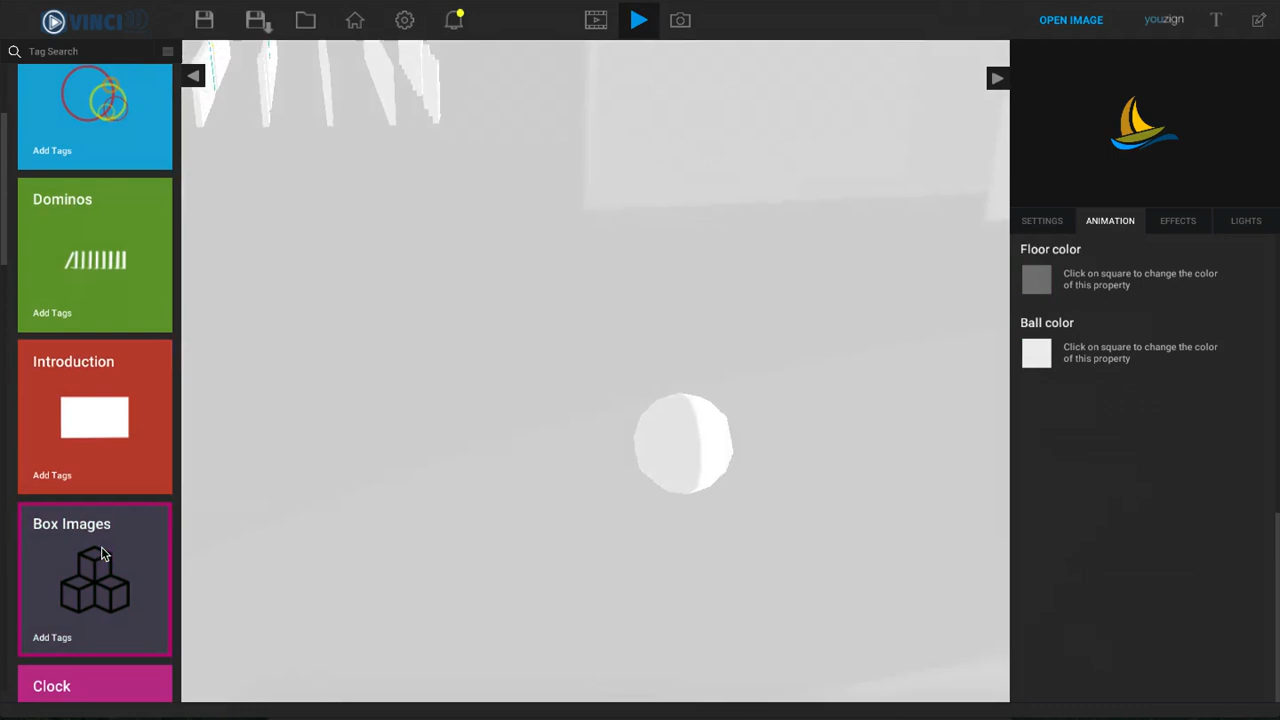 VINCI
OPEN IMAGE
youzign
T
Tag Search
Add Tags
Dominos
Add Tags
Introduction
Add Tags
Box Images
Add Tags
Clock
SETTINGS
ANIMATION
EFFECTS
LIGHTS
Floor color
Click on square to change the color
of this property
Ball color
Click on square to change the color
of this property